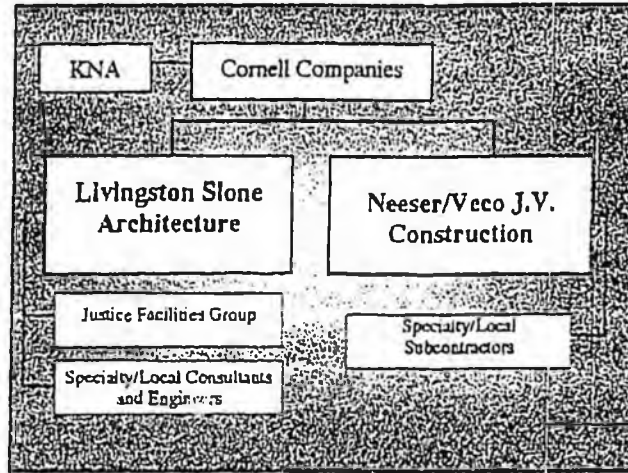 KNA
Cornell Companies
Livingston Slone
Architecture
Neeser/Veco J.V.
Construction
Justice Facilities Group
Specialty/Local Consultants
and Engineers
Specialty/Local
Subcontractors